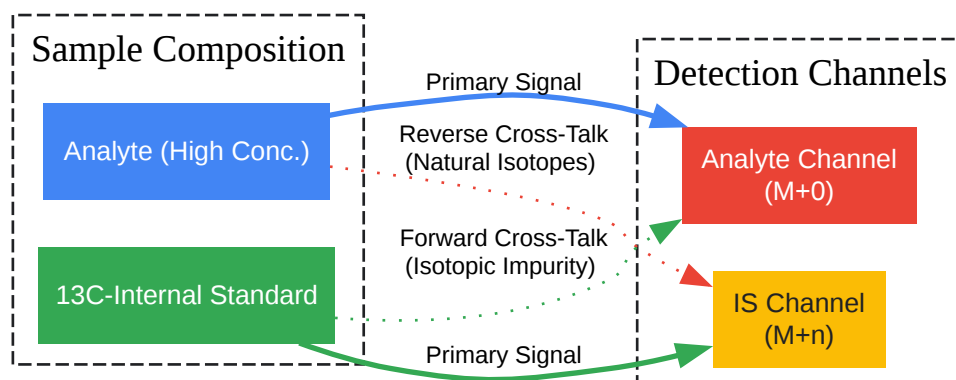 Sample Composition
Analyte (High Conc.)
13C-Internal Standard
Primary Signal
Reverse Cross-Talk
(Natural Isotopes)
Forward Cross-Talk
(Isotopic Impurity)
Primary Signal
Detection Channels
Analyte Channel
(M+0)
IS Channel
(M+n)